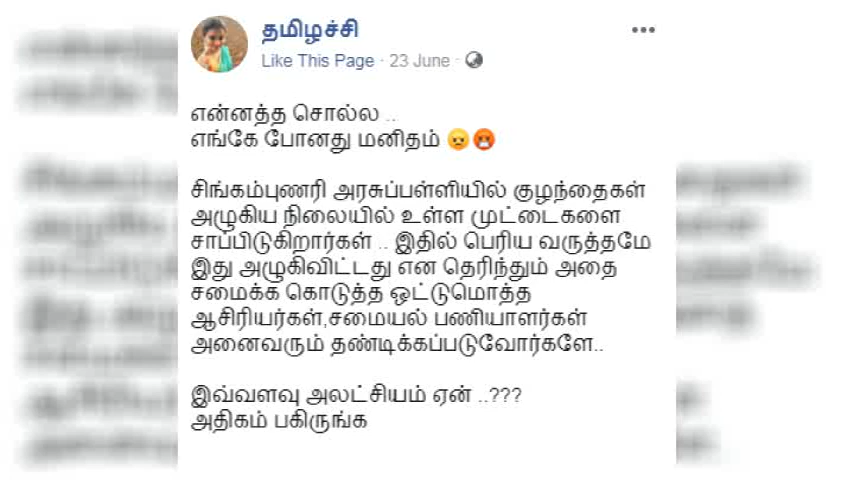 தமிழச்சி
Like This Page · 23 June ·
என்னத்த சொல்ல ..
எங்கே போனது மனிதம் 😠😡
சிங்கம்புணரி அரசுப்பள்ளியில் குழந்தைகள்
அழுகிய நிலையில் உள்ள முட்டைகளை
சாப்பிடுகிறார்கள் .. இதில் பெரிய வருத்தமே
இது அழுகிவிட்டது என தெரிந்தும் அதை
சமைக்க கொடுத்த ஒட்டுமொத்த
ஆசிரியர்கள்,சமையல் பணியாளர்கள்
அனைவரும் தண்டிக்கப்படுவோர்களே..
இவ்வளவு அலட்சியம் ஏன் ..???
அதிகம் பகிருங்க